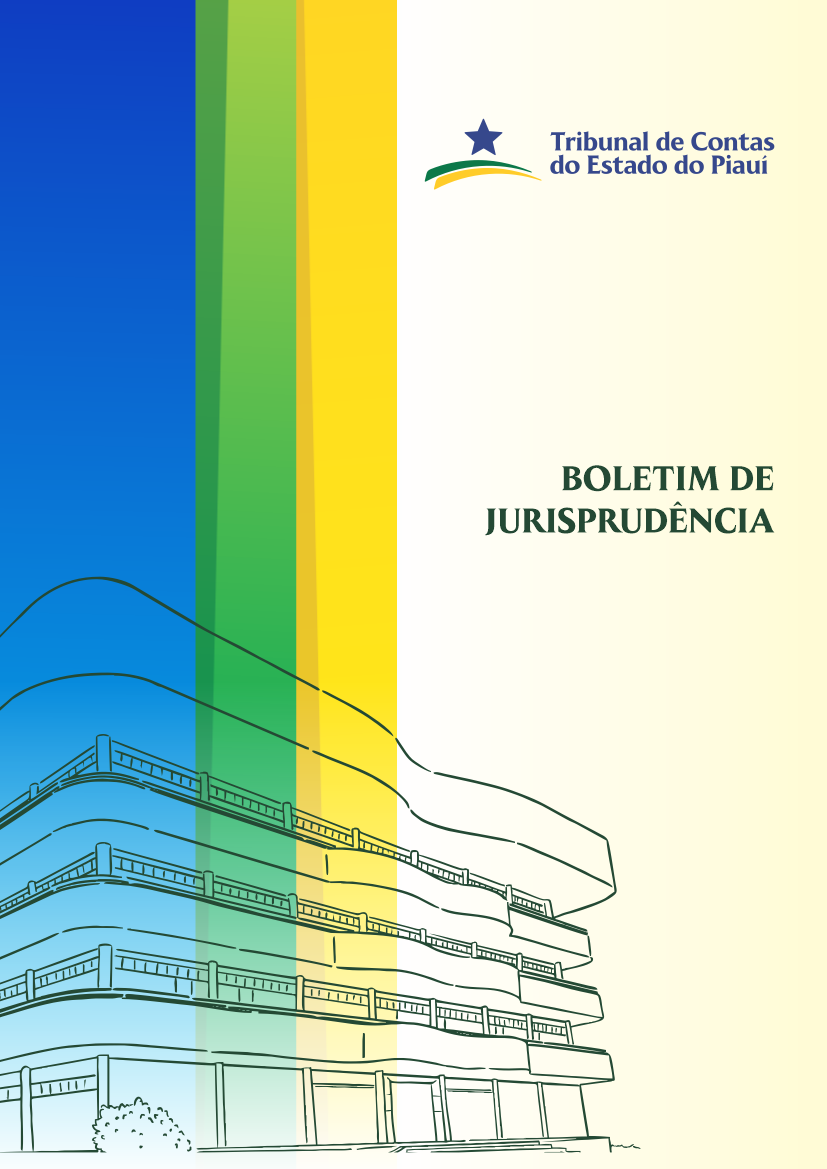 Tribunal de Contas
do Estado do Piauí
BOLETIM DE
JURISPRUDÊNCIA